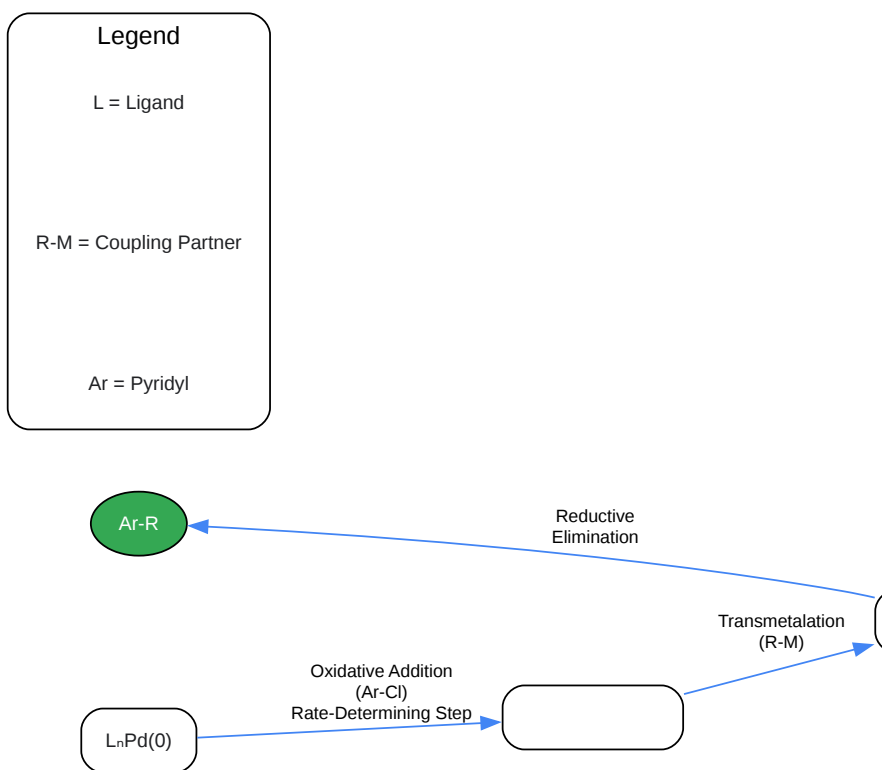 Legend
L = Ligand
R-M = Coupling Partner
Ar = Pyridyl
Ar-R
Reductive
Elimination
Transmetalation
(R-M)
Oxidative Addition
(Ar-Cl)
Rate-Determining Step
LₙPd(0)